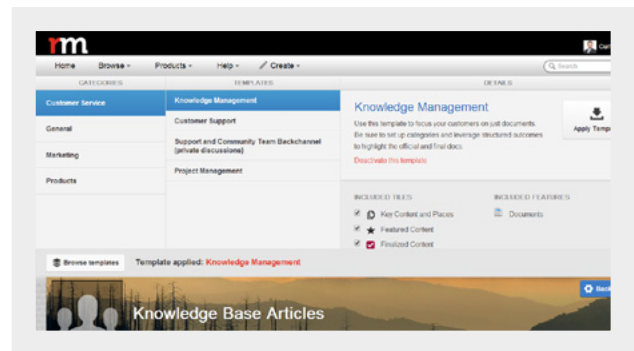 rm
Home Browse Products Help Create Search
CATEGORIES TEMPLATES DETAILS
Customer Service
General
Marketing
Products
Knowledge Management
Customer Support
Support and Community Team Backchannel
(private discussions)
Project Management
Knowledge Management
Use this template to focus your customers on just documents.
Be sure to set up categories and leverage structured outcomes
to highlight the official and final docs.
Deactivate this template
Apply
INCLUDED TILES
Key Content and Places
Featured Content
Finalized Content
INCLUDED FEATURES
Documents
Browse templates Template applied: Knowledge Management
Knowledge Base Articles